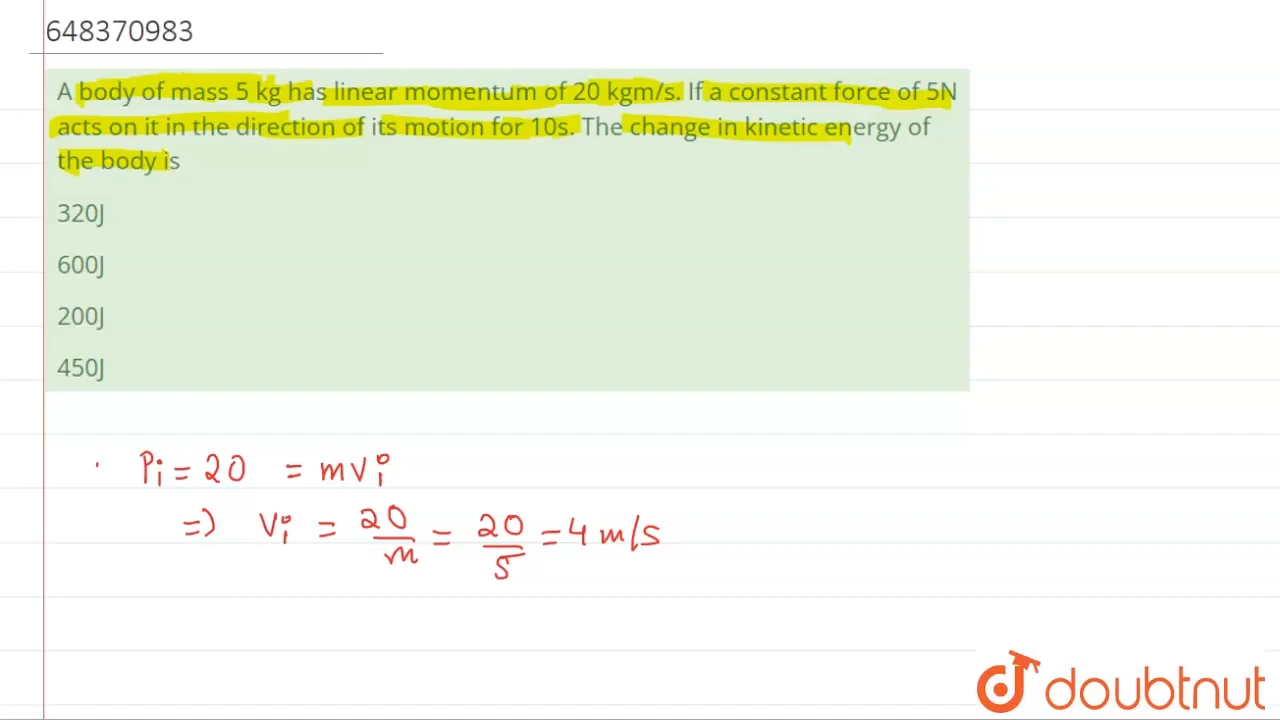 648370983
A body of mass 5 kg has linear momentum of 20 kgm/s. If a constant force of 5N
acts on it in the direction of its motion for 10s. The change in kinetic energy of
the body is
320J
600J
200J
450J
Pi = 20 = mvi
=> Vi = 20/m = 20/5 = 4 m/s
doubtnut